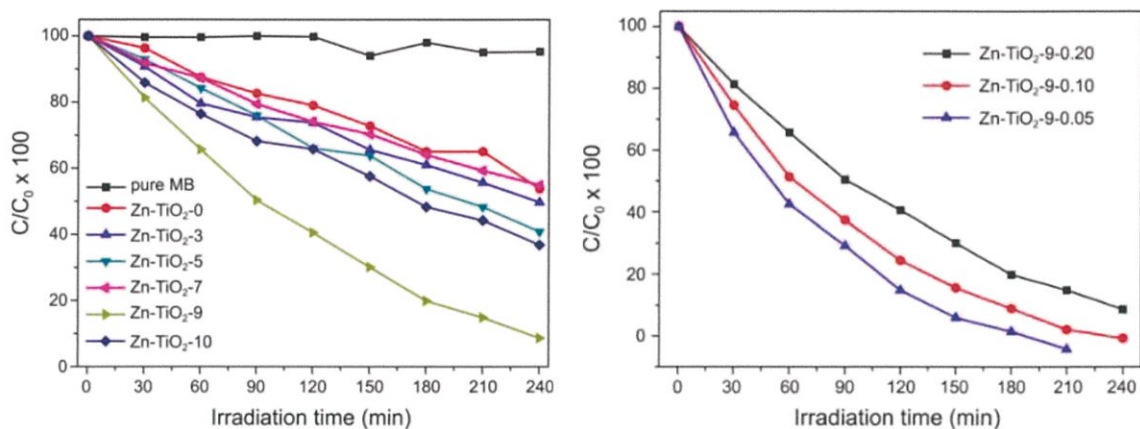 100
80
60
40
20
0
C/C₀ x 100
pure MB
Zn-TiO₂-0
Zn-TiO₂-3
Zn-TiO₂-5
Zn-TiO₂-7
Zn-TiO₂-9
Zn-TiO₂-10
0 30 60 90 120 150 180 210 240
Irradiation time (min)
100
80
60
40
20
0
C/C₀ x 100
Zn-TiO₂-9-0.20
Zn-TiO₂-9-0.10
Zn-TiO₂-9-0.05
0 30 60 90 120 150 180 210 240
Irradiation time (min)